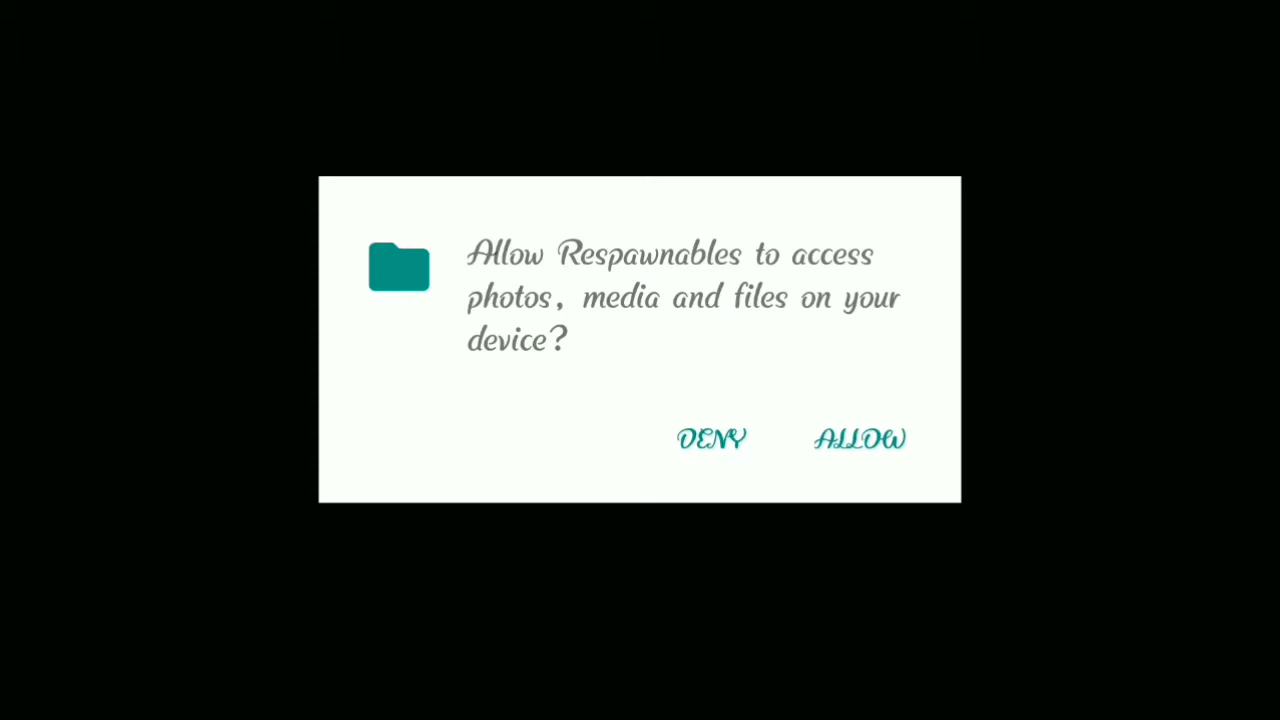 Allow Respawnables to access
photos, media and files on your
device?
DENY ALLOW